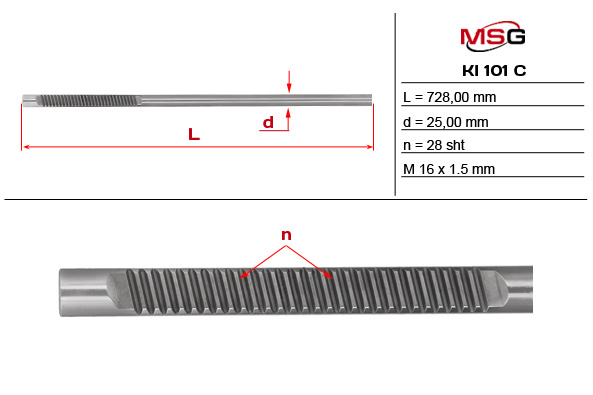 MSG
KI 101 C
L = 728,00 mm
d = 25,00 mm
n = 28 sht
M 16 x 1.5 mm
d
L
n